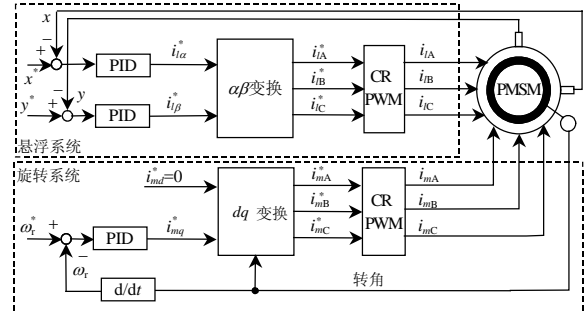 x
+ −
x* PID i*lα αβ变换 i*lA CR PWM ilA
i*lB ilB
i*lC ilC
y* + − y PID i*lβ
PMSM
悬浮系统
旋转系统
i*md=0 dq 变换 i*mA CR PWM imA
i*mB imB
i*mC imC
ω*r + PID i*mq
−
ωr d/dt 转角